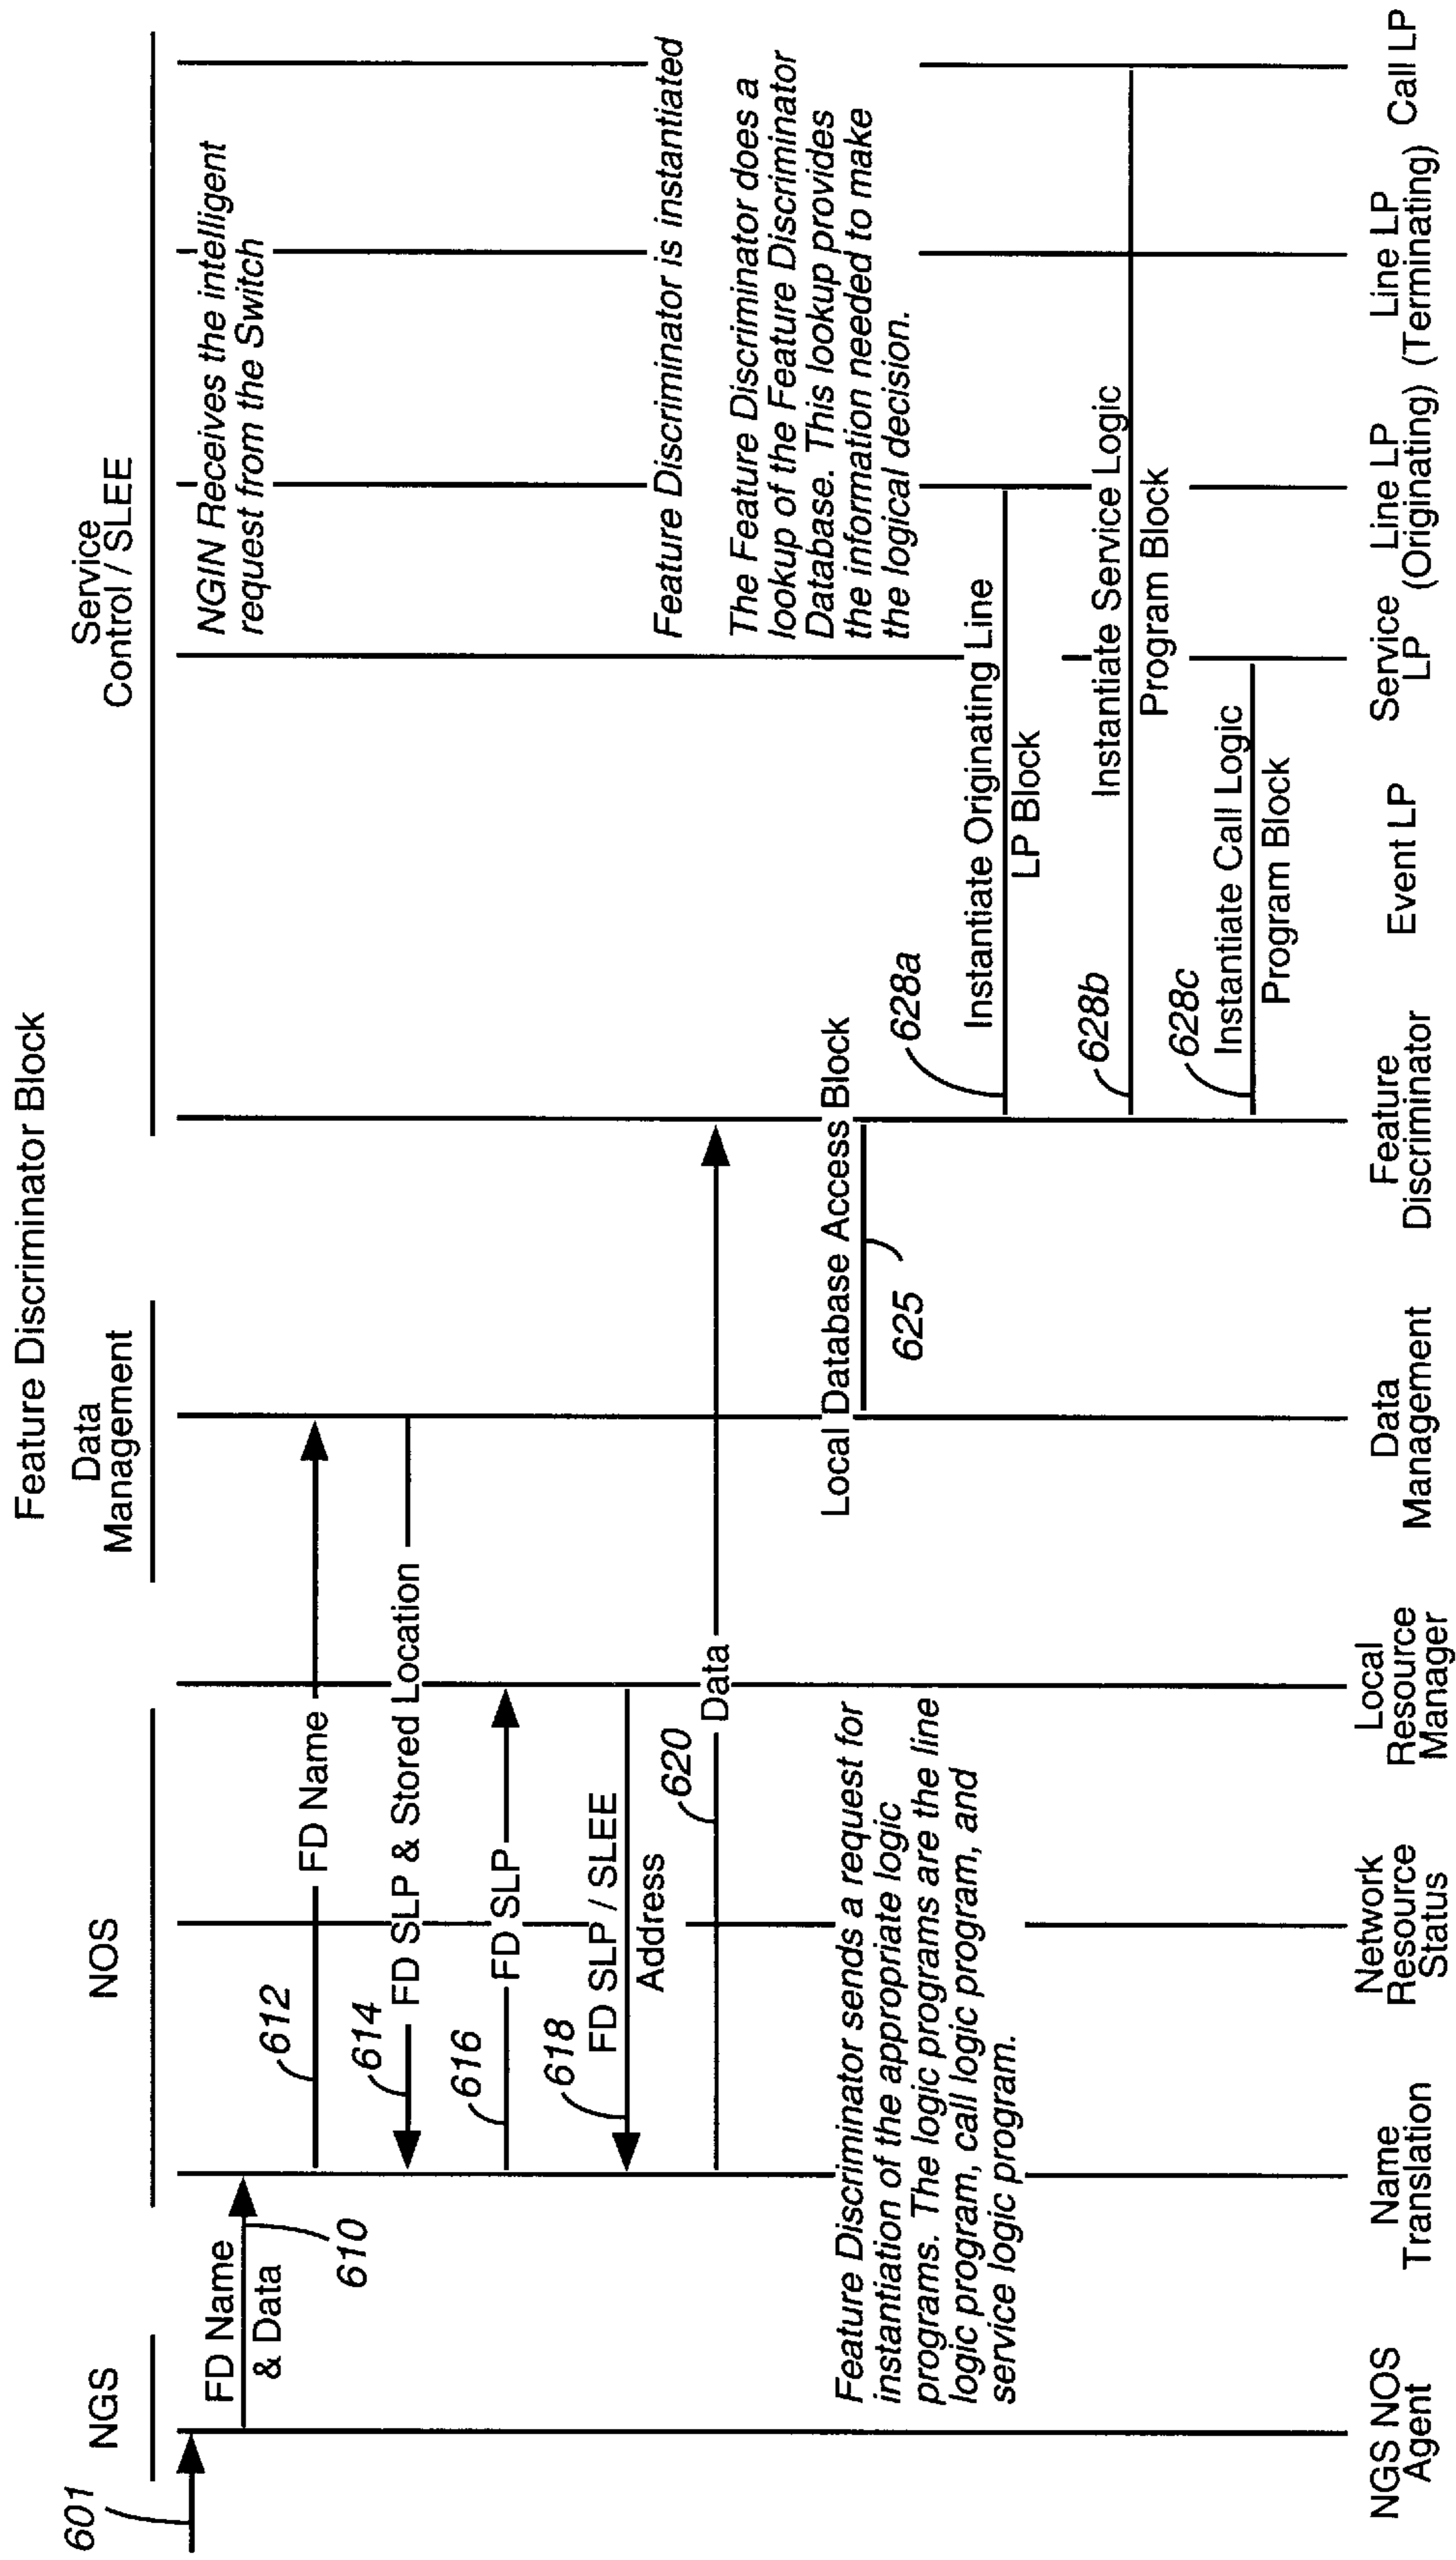 Feature Discriminator Block
NGS
NOS
Data
Management
Service
Control / SLEE
601
FD Name
& Data
610
NGIN Receives the intelligent
request from the Switch
612
FD Name
614
FD SLP & Stored Location
616
FD SLP
618
FD SLP / SLEE
Address
Feature Discriminator is instantiated
620
Data
The Feature Discriminator does a
lookup of the Feature Discriminator
Database. This lookup provides
the information needed to make
the logical decision.
Local Database Access Block
625
Feature Discriminator sends a request for
instantiation of the appropriate logic
programs. The logic programs are the line
logic program, call logic program, and
service logic program.
628a
Instantiate Originating Line
LP Block
628b
Instantiate Service Logic
Program Block
628c
Instantiate Call Logic
Program Block
NGS NOS
Agent
Name
Translation
Network
Resource
Status
Local
Resource
Manager
Data
Management
Feature
Discriminator
Event LP
Service
LP
Line LP
(Originating)
Line LP
(Terminating)
Call LP